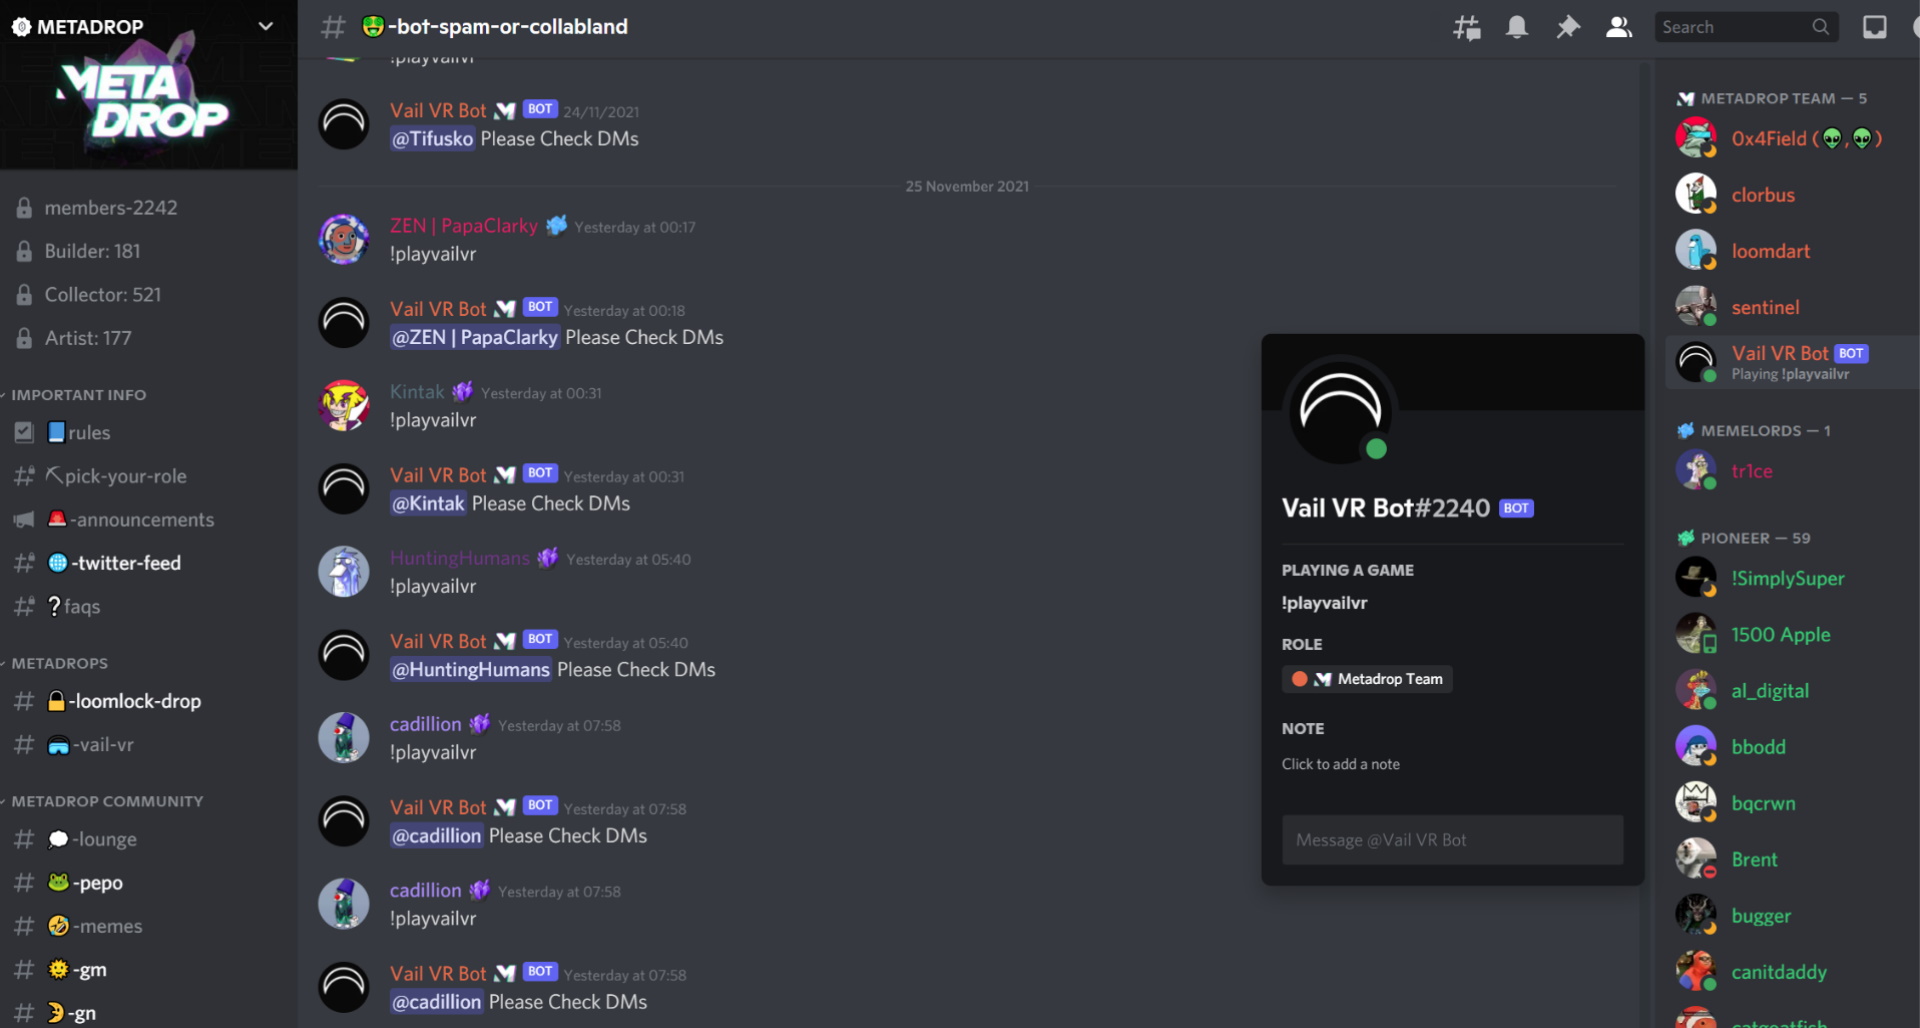 METADROP
META
DROP
members-2242
Builder: 181
Collector: 521
Artist: 177
IMPORTANT INFO
rules
pick-your-role
-announcements
-twitter-feed
faqs
METADROPS
-loomlock-drop
-vail-vr
METADROP COMMUNITY
-lounge
-pepo
-memes
-gm
-gn
-bot-spam-or-collabland
Search
!playvailvr
Vail VR Bot BOT 24/11/2021
@Tifusko Please Check DMs
25 November 2021
ZEN | PapaClarky Yesterday at 00:17
!playvailvr
Vail VR Bot BOT Yesterday at 00:18
@ZEN | PapaClarky Please Check DMs
Kintak Yesterday at 00:31
!playvailvr
Vail VR Bot BOT Yesterday at 00:31
@Kintak Please Check DMs
HuntingHumans Yesterday at 05:40
!playvailvr
Vail VR Bot BOT Yesterday at 05:40
@HuntingHumans Please Check DMs
cadillion Yesterday at 07:58
!playvailvr
Vail VR Bot BOT Yesterday at 07:58
@cadillion Please Check DMs
cadillion Yesterday at 07:58
!playvailvr
Vail VR Bot BOT Yesterday at 07:58
@cadillion Please Check DMs
Vail VR Bot#2240 BOT
PLAYING A GAME
!playvailvr
ROLE
Metadrop Team
NOTE
Click to add a note
Message @Vail VR Bot
METADROP TEAM — 5
0x4Field (👽,👽)
clorbus
loomdart
sentinel
Vail VR Bot BOT
Playing !playvailvr
MEMELORDS — 1
tr1ce
PIONEER — 59
!SimplySuper
1500 Apple
al_digital
bbodd
bqcrwn
Brent
bugger
canitdaddy